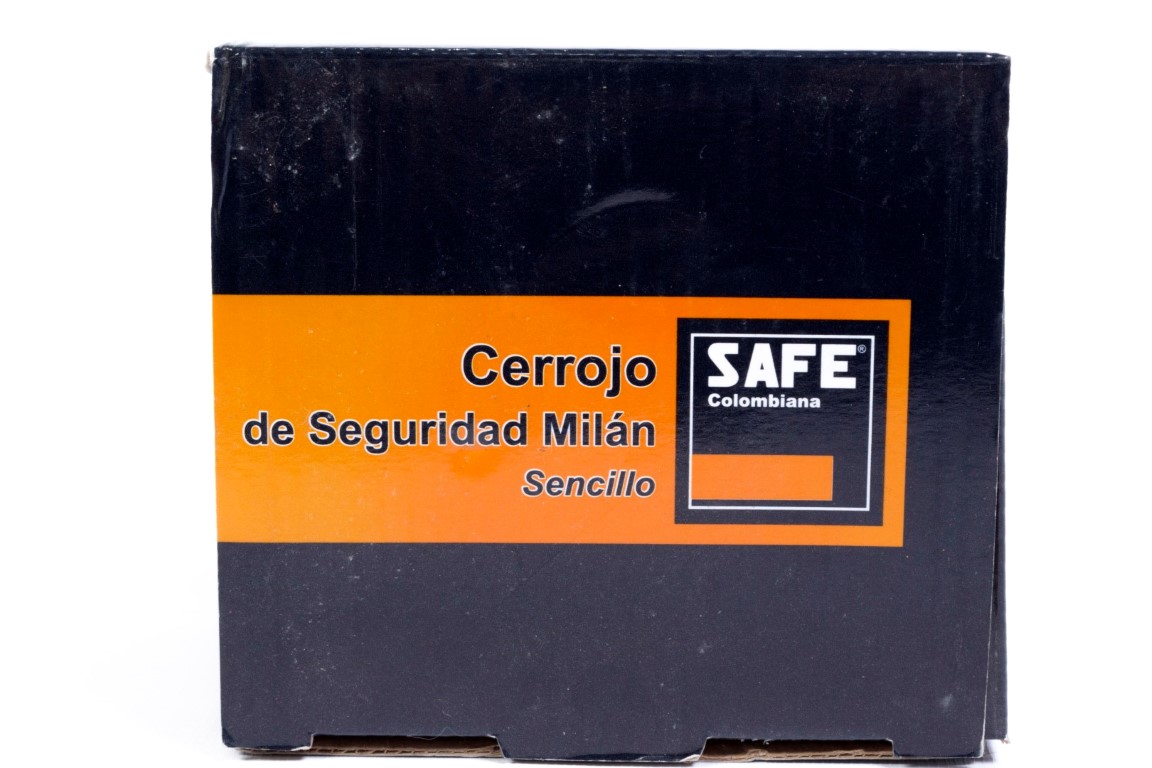 Cerrojo
de Seguridad Milán
Sencillo
SAFE®
Colombiana